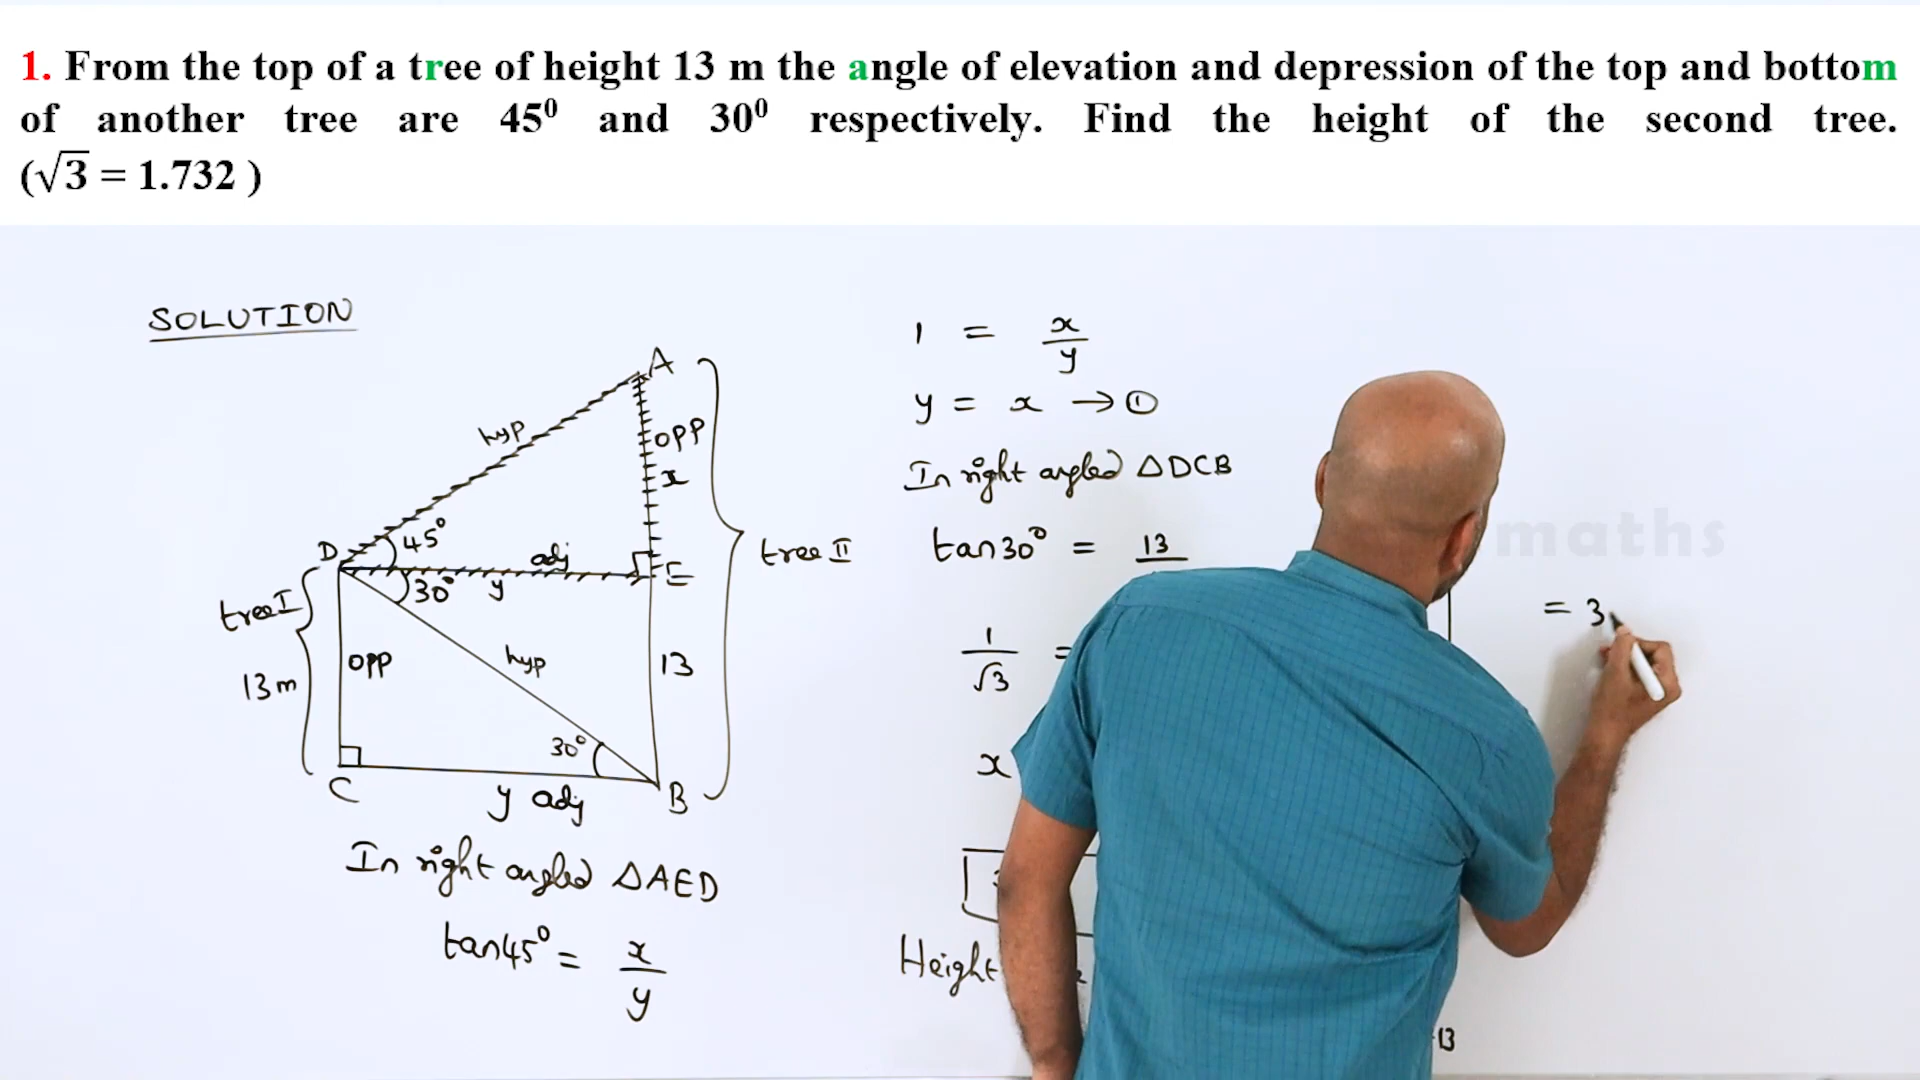 1. From the top of a tree of height 13 m the angle of elevation and depression of the top and bottom
of another tree are 45⁰ and 30⁰ respectively. Find the height of the second tree.
(√3 = 1.732 )
SOLUTION
A
hyp
opp
x
D
45°
adj
E
30°
y
tree I
tree II
13m
opp
hyp
13
30°
C
y adj
B
In right angled △AED
tan45° = x/y
1 = x/y
y = x → ①
In right angled △DCB
tan30° = 13
1/√3 =
x
Height
13
= 3
maths